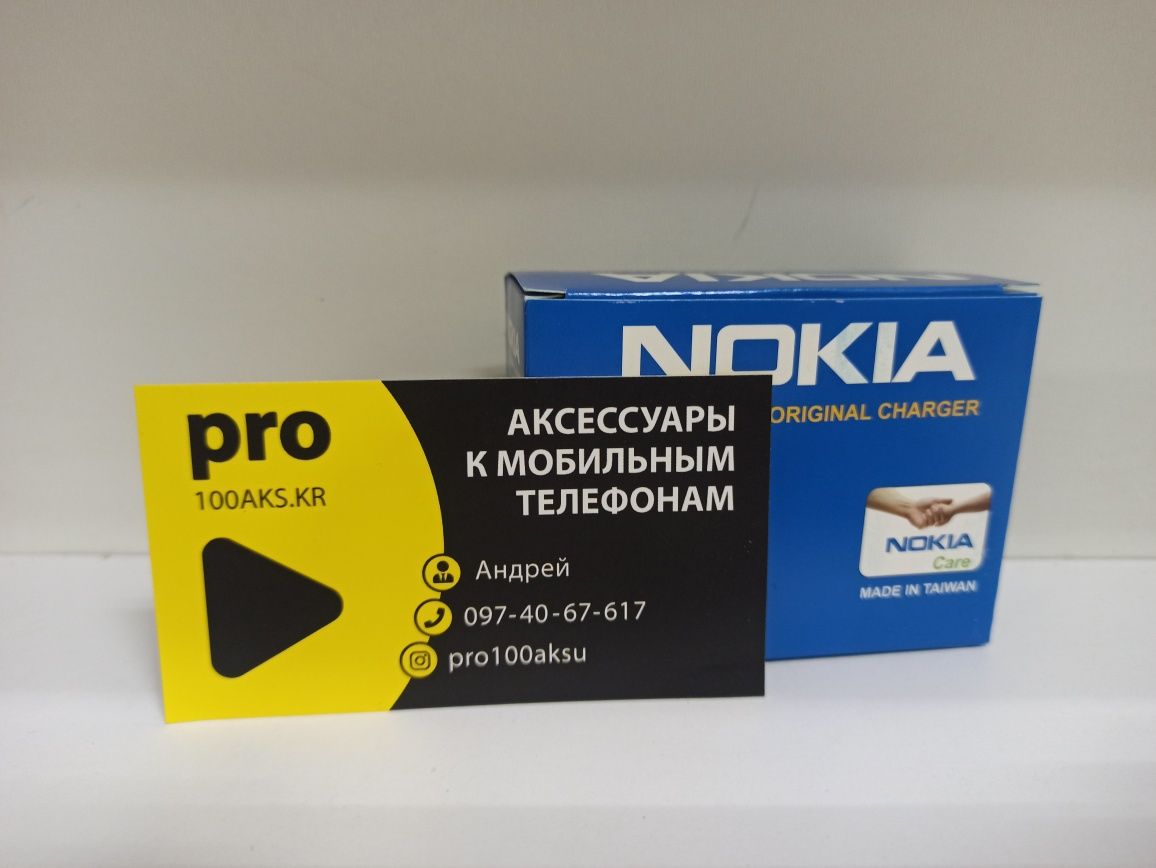 pro
100AKS.KR
АКСЕССУАРЫ
К МОБИЛЬНЫМ
ТЕЛЕФОНАМ
Андрей
097-40-67-617
pro100aksu
NOKIA
NOKIA
ORIGINAL CHARGER
NOKIA
Care
MADE IN TAIWAN